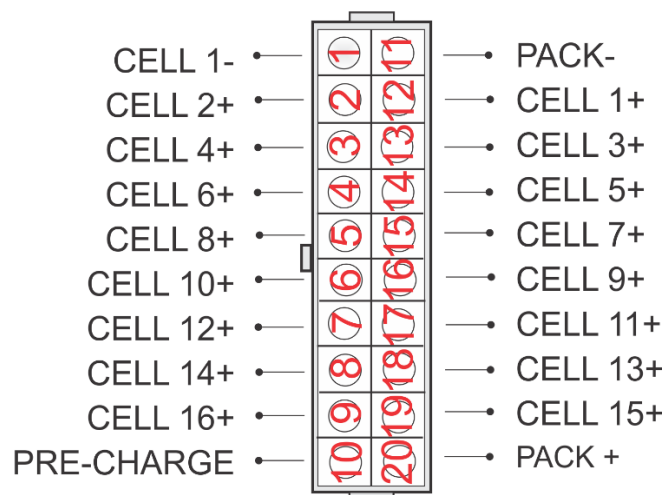 CELL 1- 1 11 PACK-
CELL 2+ 2 12 CELL 1+
CELL 4+ 3 13 CELL 3+
CELL 6+ 4 14 CELL 5+
CELL 8+ 5 15 CELL 7+
CELL 10+ 6 16 CELL 9+
CELL 12+ 7 17 CELL 11+
CELL 14+ 8 18 CELL 13+
CELL 16+ 9 19 CELL 15+
PRE-CHARGE 10 20 PACK +